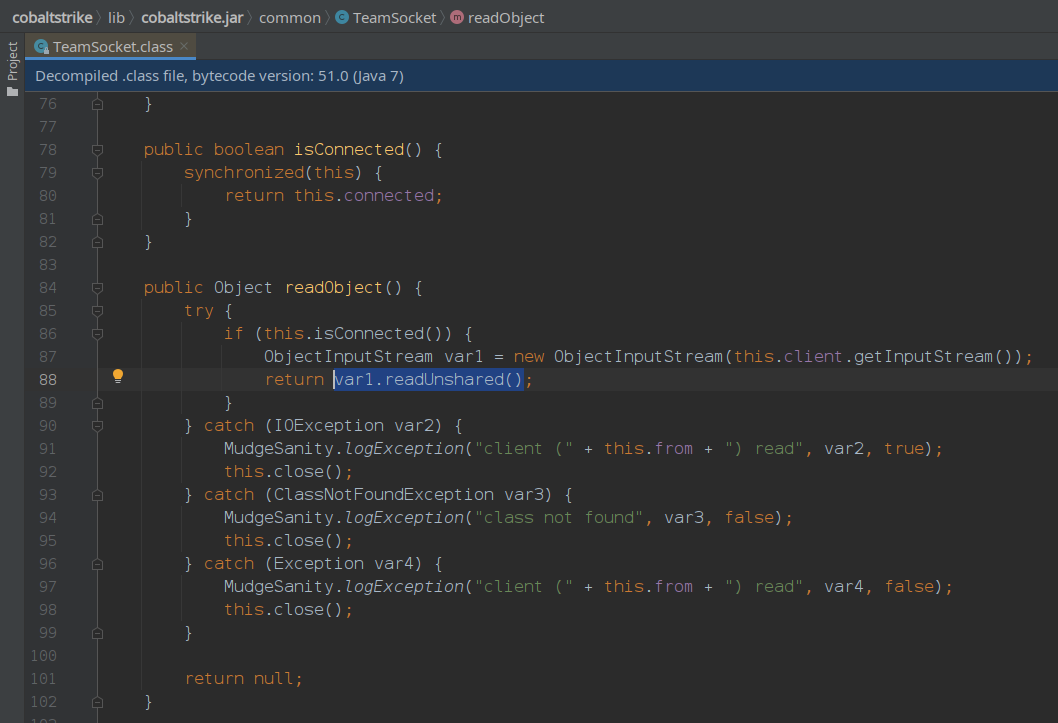 cobaltstrike lib cobaltstrike.jar common TeamSocket readObject
Project
TeamSocket.class
Decompiled .class file, bytecode version: 51.0 (Java 7)
76 }
77
78 public boolean isConnected() {
79 synchronized(this) {
80 return this.connected;
81 }
82 }
83
84 public Object readObject() {
85 try {
86 if (this.isConnected()) {
87 ObjectInputStream var1 = new ObjectInputStream(this.client.getInputStream());
88 return var1.readUnshared();
89 }
90 } catch (IOException var2) {
91 MudgeSanity.logException("client (" + this.from + ") read", var2, true);
92 this.close();
93 } catch (ClassNotFoundException var3) {
94 MudgeSanity.logException("class not found", var3, false);
95 this.close();
96 } catch (Exception var4) {
97 MudgeSanity.logException("client (" + this.from + ") read", var4, false);
98 this.close();
99 }
100
101 return null;
102 }